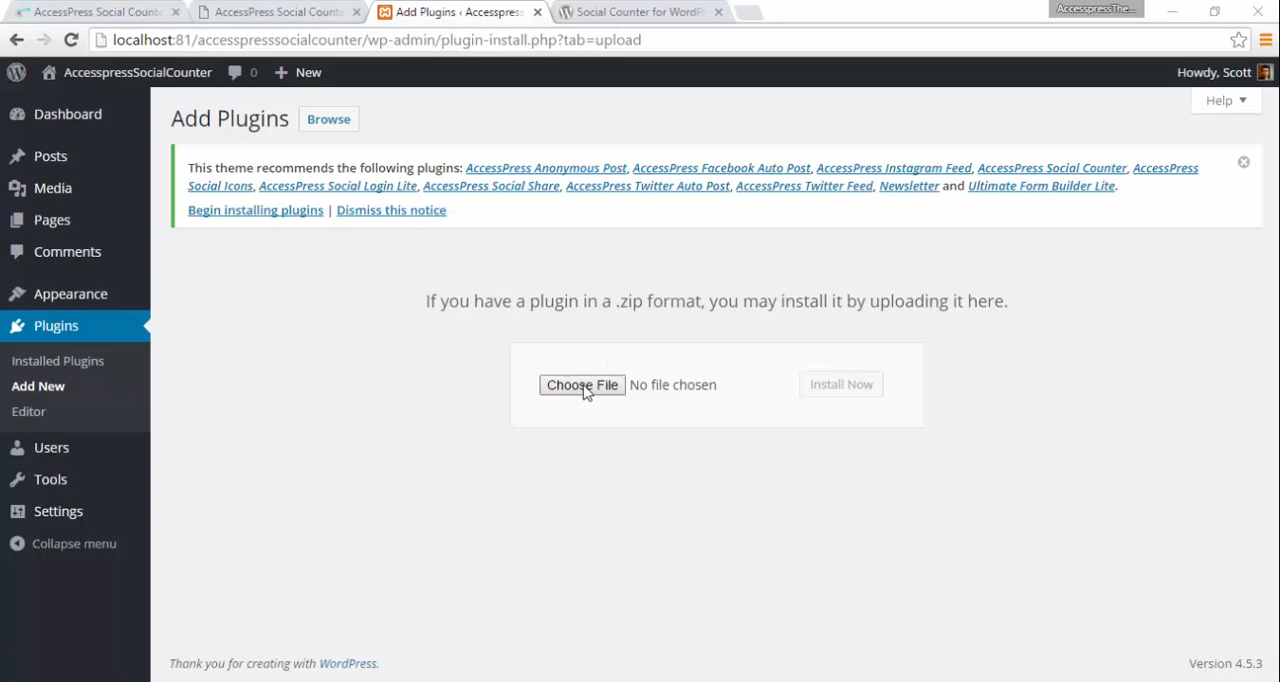 AccessPress Social Count
AccessPress Social Count
Add Plugins ‹ Accesspress
Social Counter for WordP
AccesspressThe...
localhost:81/accesspresssocialcounter/wp-admin/plugin-install.php?tab=upload
AccesspressSocialCounter 0 + New Howdy, Scott
Dashboard
Posts
Media
Pages
Comments
Appearance
Plugins
Installed Plugins
Add New
Editor
Users
Tools
Settings
Collapse menu
Help
Add Plugins Browse
This theme recommends the following plugins: AccessPress Anonymous Post, AccessPress Facebook Auto Post, AccessPress Instagram Feed, AccessPress Social Counter, AccessPress
Social Icons, AccessPress Social Login Lite, AccessPress Social Share, AccessPress Twitter Auto Post, AccessPress Twitter Feed, Newsletter and Ultimate Form Builder Lite.
Begin installing plugins | Dismiss this notice
If you have a plugin in a .zip format, you may install it by uploading it here.
Choose File No file chosen Install Now
Thank you for creating with WordPress. Version 4.5.3